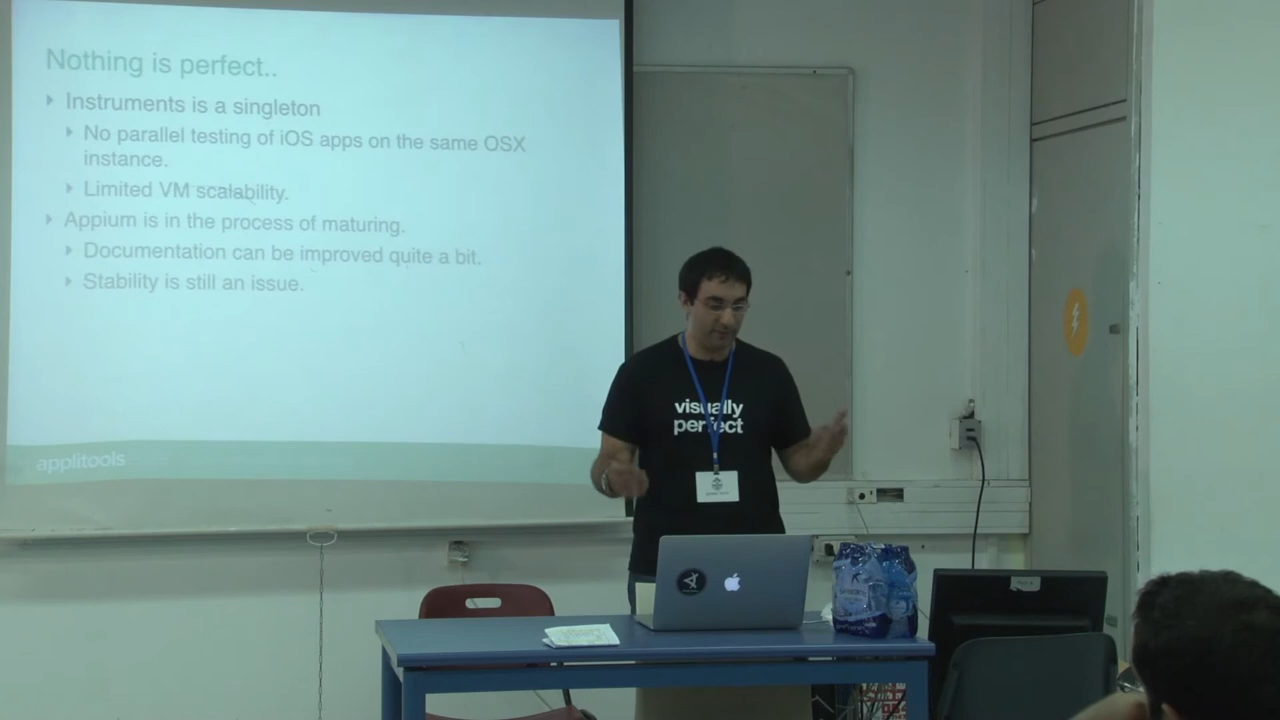 Nothing is perfect..
Instruments is a singleton
No parallel testing of iOS apps on the same OSX
instance.
Limited VM scalability.
Appium is in the process of maturing.
Documentation can be improved quite a bit.
Stability is still an issue.
applitools
visually
perfect